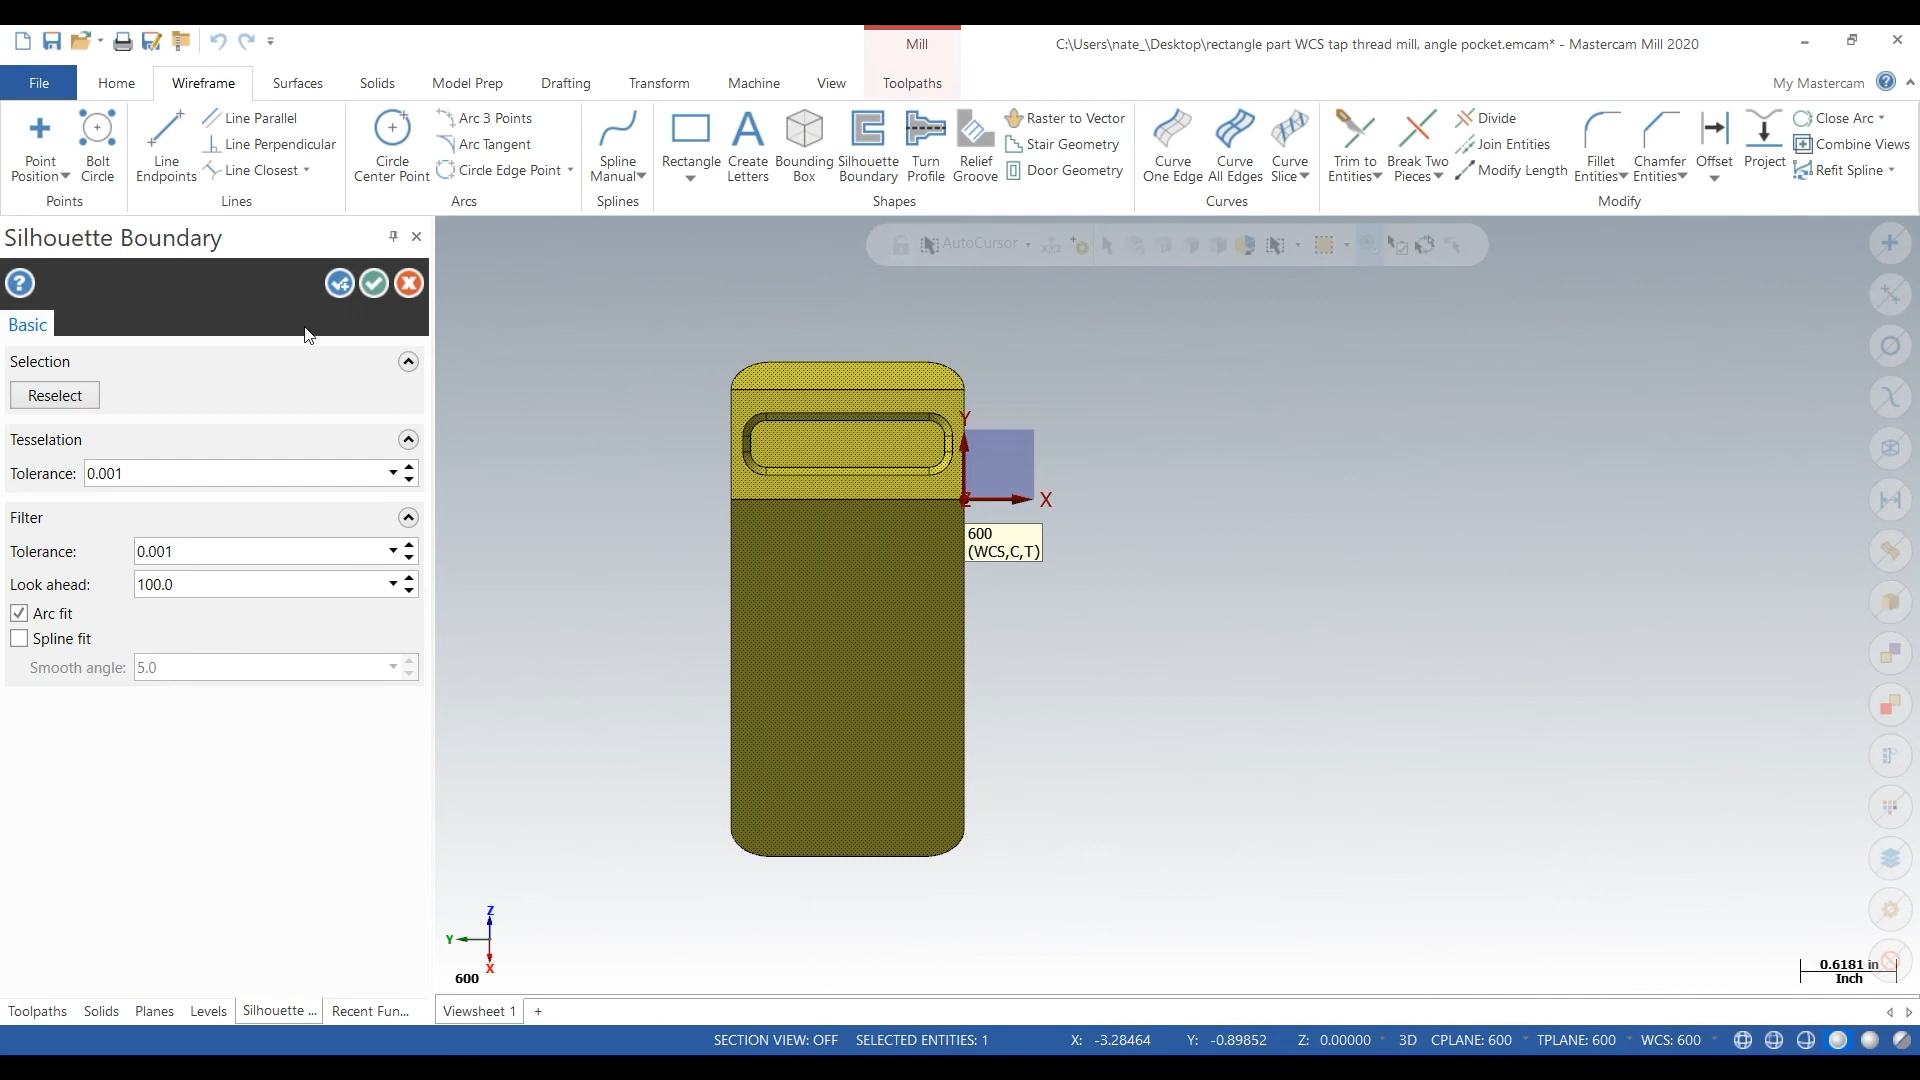 Mill
C:\Users\nate_\Desktop\rectangle part WCS tap thread mill, angle pocket.emcam* - Mastercam Mill 2020
File
Home
Wireframe
Surfaces
Solids
Model Prep
Drafting
Transform
Machine
View
Toolpaths
My Mastercam
Point Position
Bolt Circle
Points
Line Endpoints
Line Parallel
Line Perpendicular
Line Closest
Lines
Circle Center Point
Arc 3 Points
Arc Tangent
Circle Edge Point
Arcs
Spline Manual
Splines
Rectangle
Create Letters
Bounding Box
Silhouette Boundary
Turn Profile
Relief Groove
Raster to Vector
Stair Geometry
Door Geometry
Shapes
Curve One Edge
Curve All Edges
Curve Slice
Curves
Trim to Entities
Break Two Pieces
Divide
Join Entities
Modify Length
Fillet Entities
Chamfer Entities
Offset
Project
Close Arc
Combine Views
Refit Spline
Modify
Silhouette Boundary
Basic
Selection
Reselect
Tesselation
Tolerance: 0.001
Filter
Tolerance: 0.001
Look ahead: 100.0
Arc fit
Spline fit
Smooth angle: 5.0
AutoCursor
Y
Z
X
600
(WCS,C,T)
Z
Y
X
600
0.6181 in
Inch
Toolpaths
Solids
Planes
Levels
Silhouette ...
Recent Fun...
Viewsheet 1
+
SECTION VIEW: OFF
SELECTED ENTITIES: 1
X: -3.28464
Y: -0.89852
Z: 0.00000
3D
CPLANE: 600
TPLANE: 600
WCS: 600